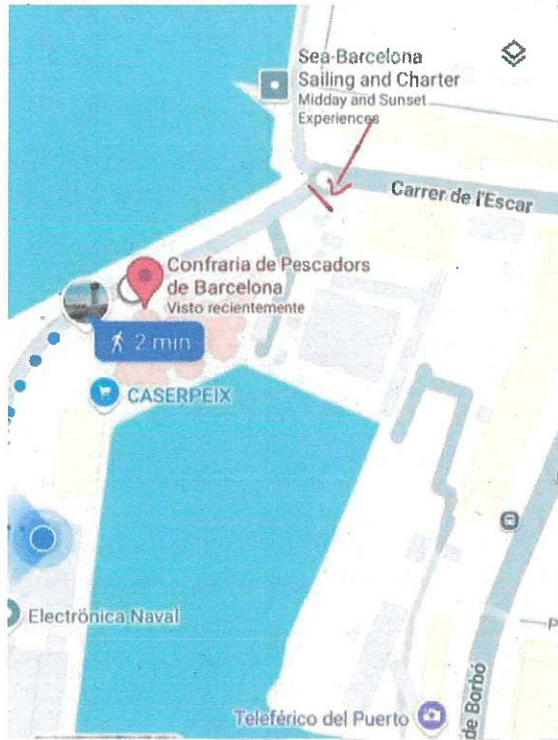 Sea-Barcelona
Sailing and Charter
Midday and Sunset
Experiences
Carrer de l'Escar
Confraria de Pescadors
de Barcelona
Visto recientemente
2 min
CASERPEIX
Electrònica Naval
P
de Borbó
Teleférico del Puerto